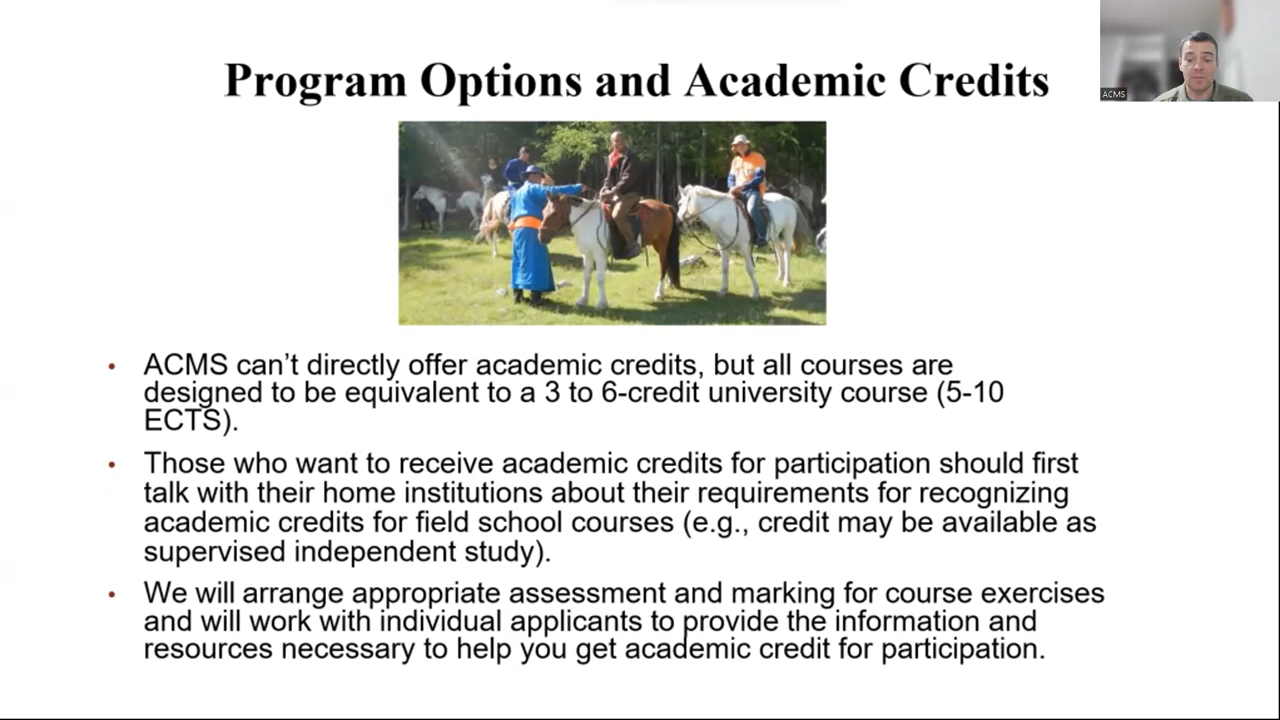 Program Options and Academic Credits
ACMS
• ACMS can’t directly offer academic credits, but all courses are
designed to be equivalent to a 3 to 6-credit university course (5-10
ECTS).
• Those who want to receive academic credits for participation should first
talk with their home institutions about their requirements for recognizing
academic credits for field school courses (e.g., credit may be available as
supervised independent study).
• We will arrange appropriate assessment and marking for course exercises
and will work with individual applicants to provide the information and
resources necessary to help you get academic credit for participation.